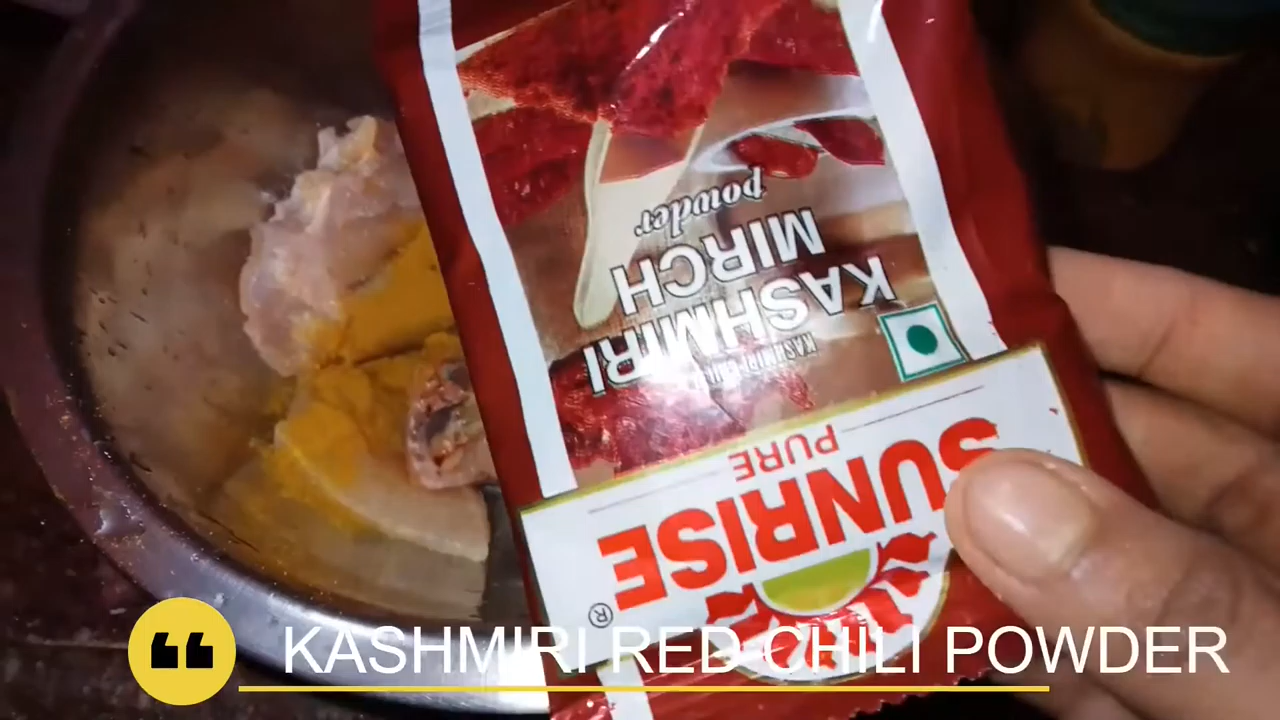 SUNRISE®
PURE
KASHMIRI
MIRCH
powder
KASHMIRI RED CHILI POWDER